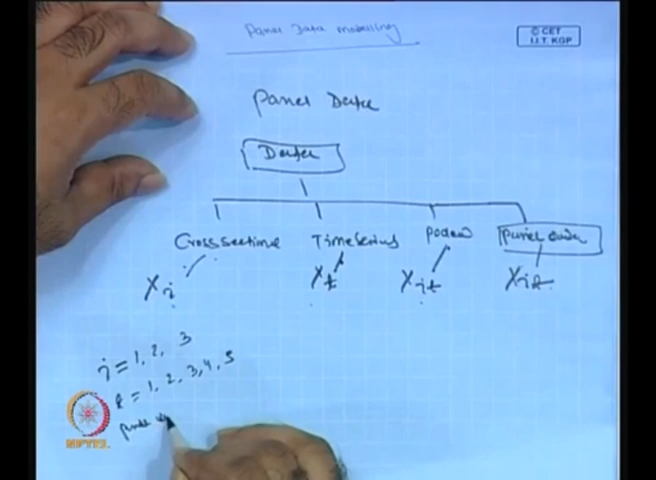 Panel Data modelling
© CET
I.I.T. KGP
Panel Data
Data
Cross sectional Time Series Pooled Panel data
Xi Xt Xit Xit
i = 1, 2, 3
t = 1, 2, 3, 4, 5
NPTEL